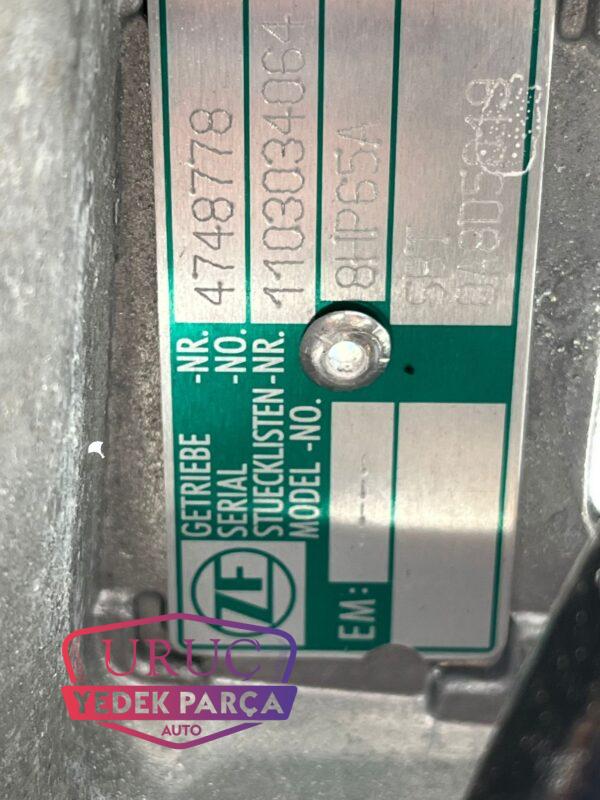 GETRIEBE -NR.
SERIAL -NO.
4748778
STUECKLISTEN-NR.
MODEL -NO.
1103034064
8HP65A
ZF
EM:
URUÇ
YEDEK PARÇA
AUTO